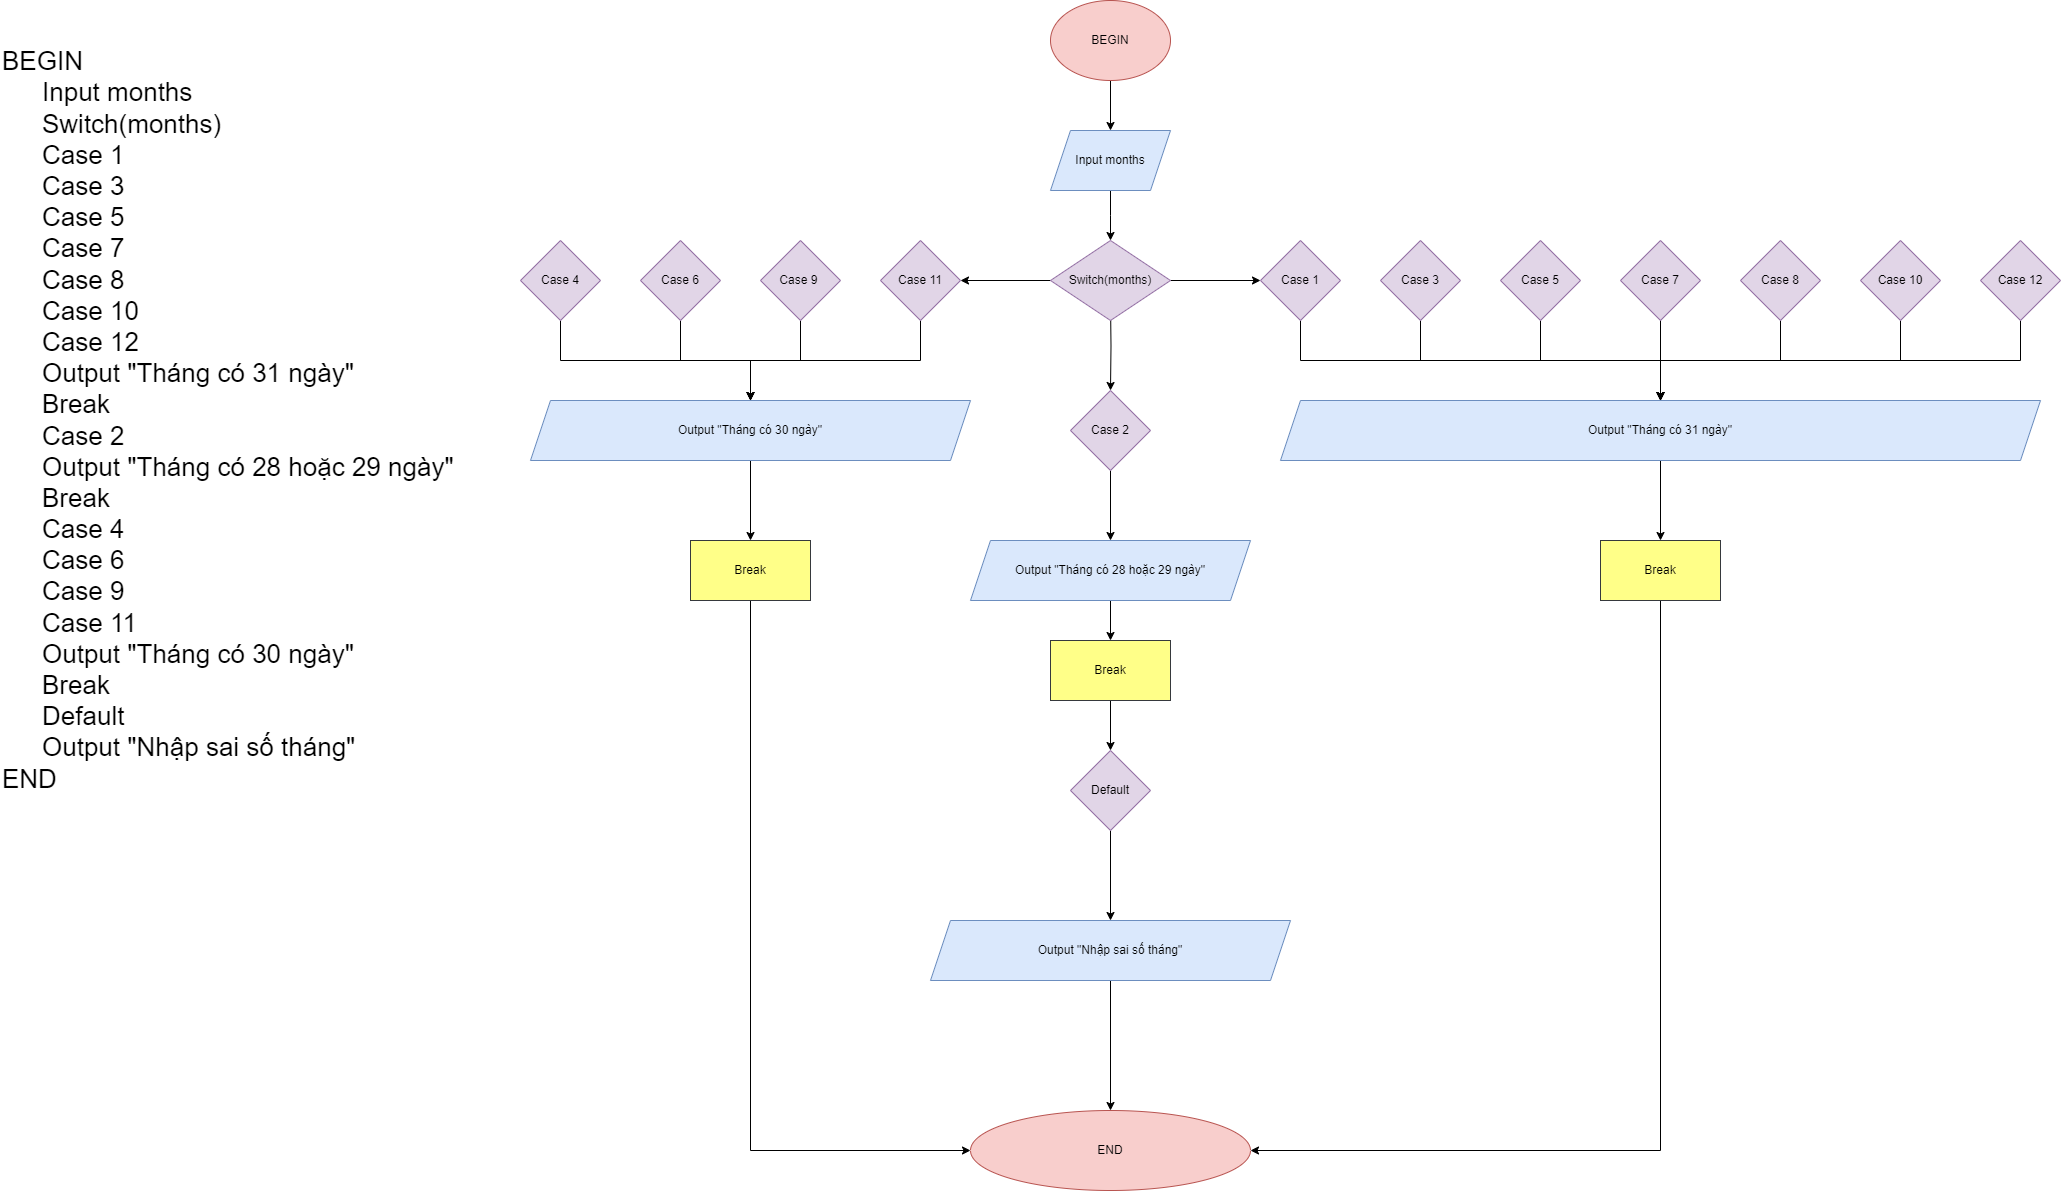 BEGIN
Input months
Switch(months)
Case 1
Case 3
Case 5
Case 7
Case 8
Case 10
Case 12
Output "Tháng có 31 ngày"
Break
Case 2
Output "Tháng có 28 hoặc 29 ngày"
Break
Case 4
Case 6
Case 9
Case 11
Output "Tháng có 30 ngày"
Break
Default
Output "Nhập sai số tháng"
END
BEGIN
Input months
Case 4
Case 6
Case 9
Case 11
Switch(months)
Case 1
Case 3
Case 5
Case 7
Case 8
Case 10
Case 12
Output "Tháng có 30 ngày"
Case 2
Output "Tháng có 31 ngày"
Break
Output "Tháng có 28 hoặc 29 ngày"
Break
Break
Default
Output "Nhập sai số tháng"
END